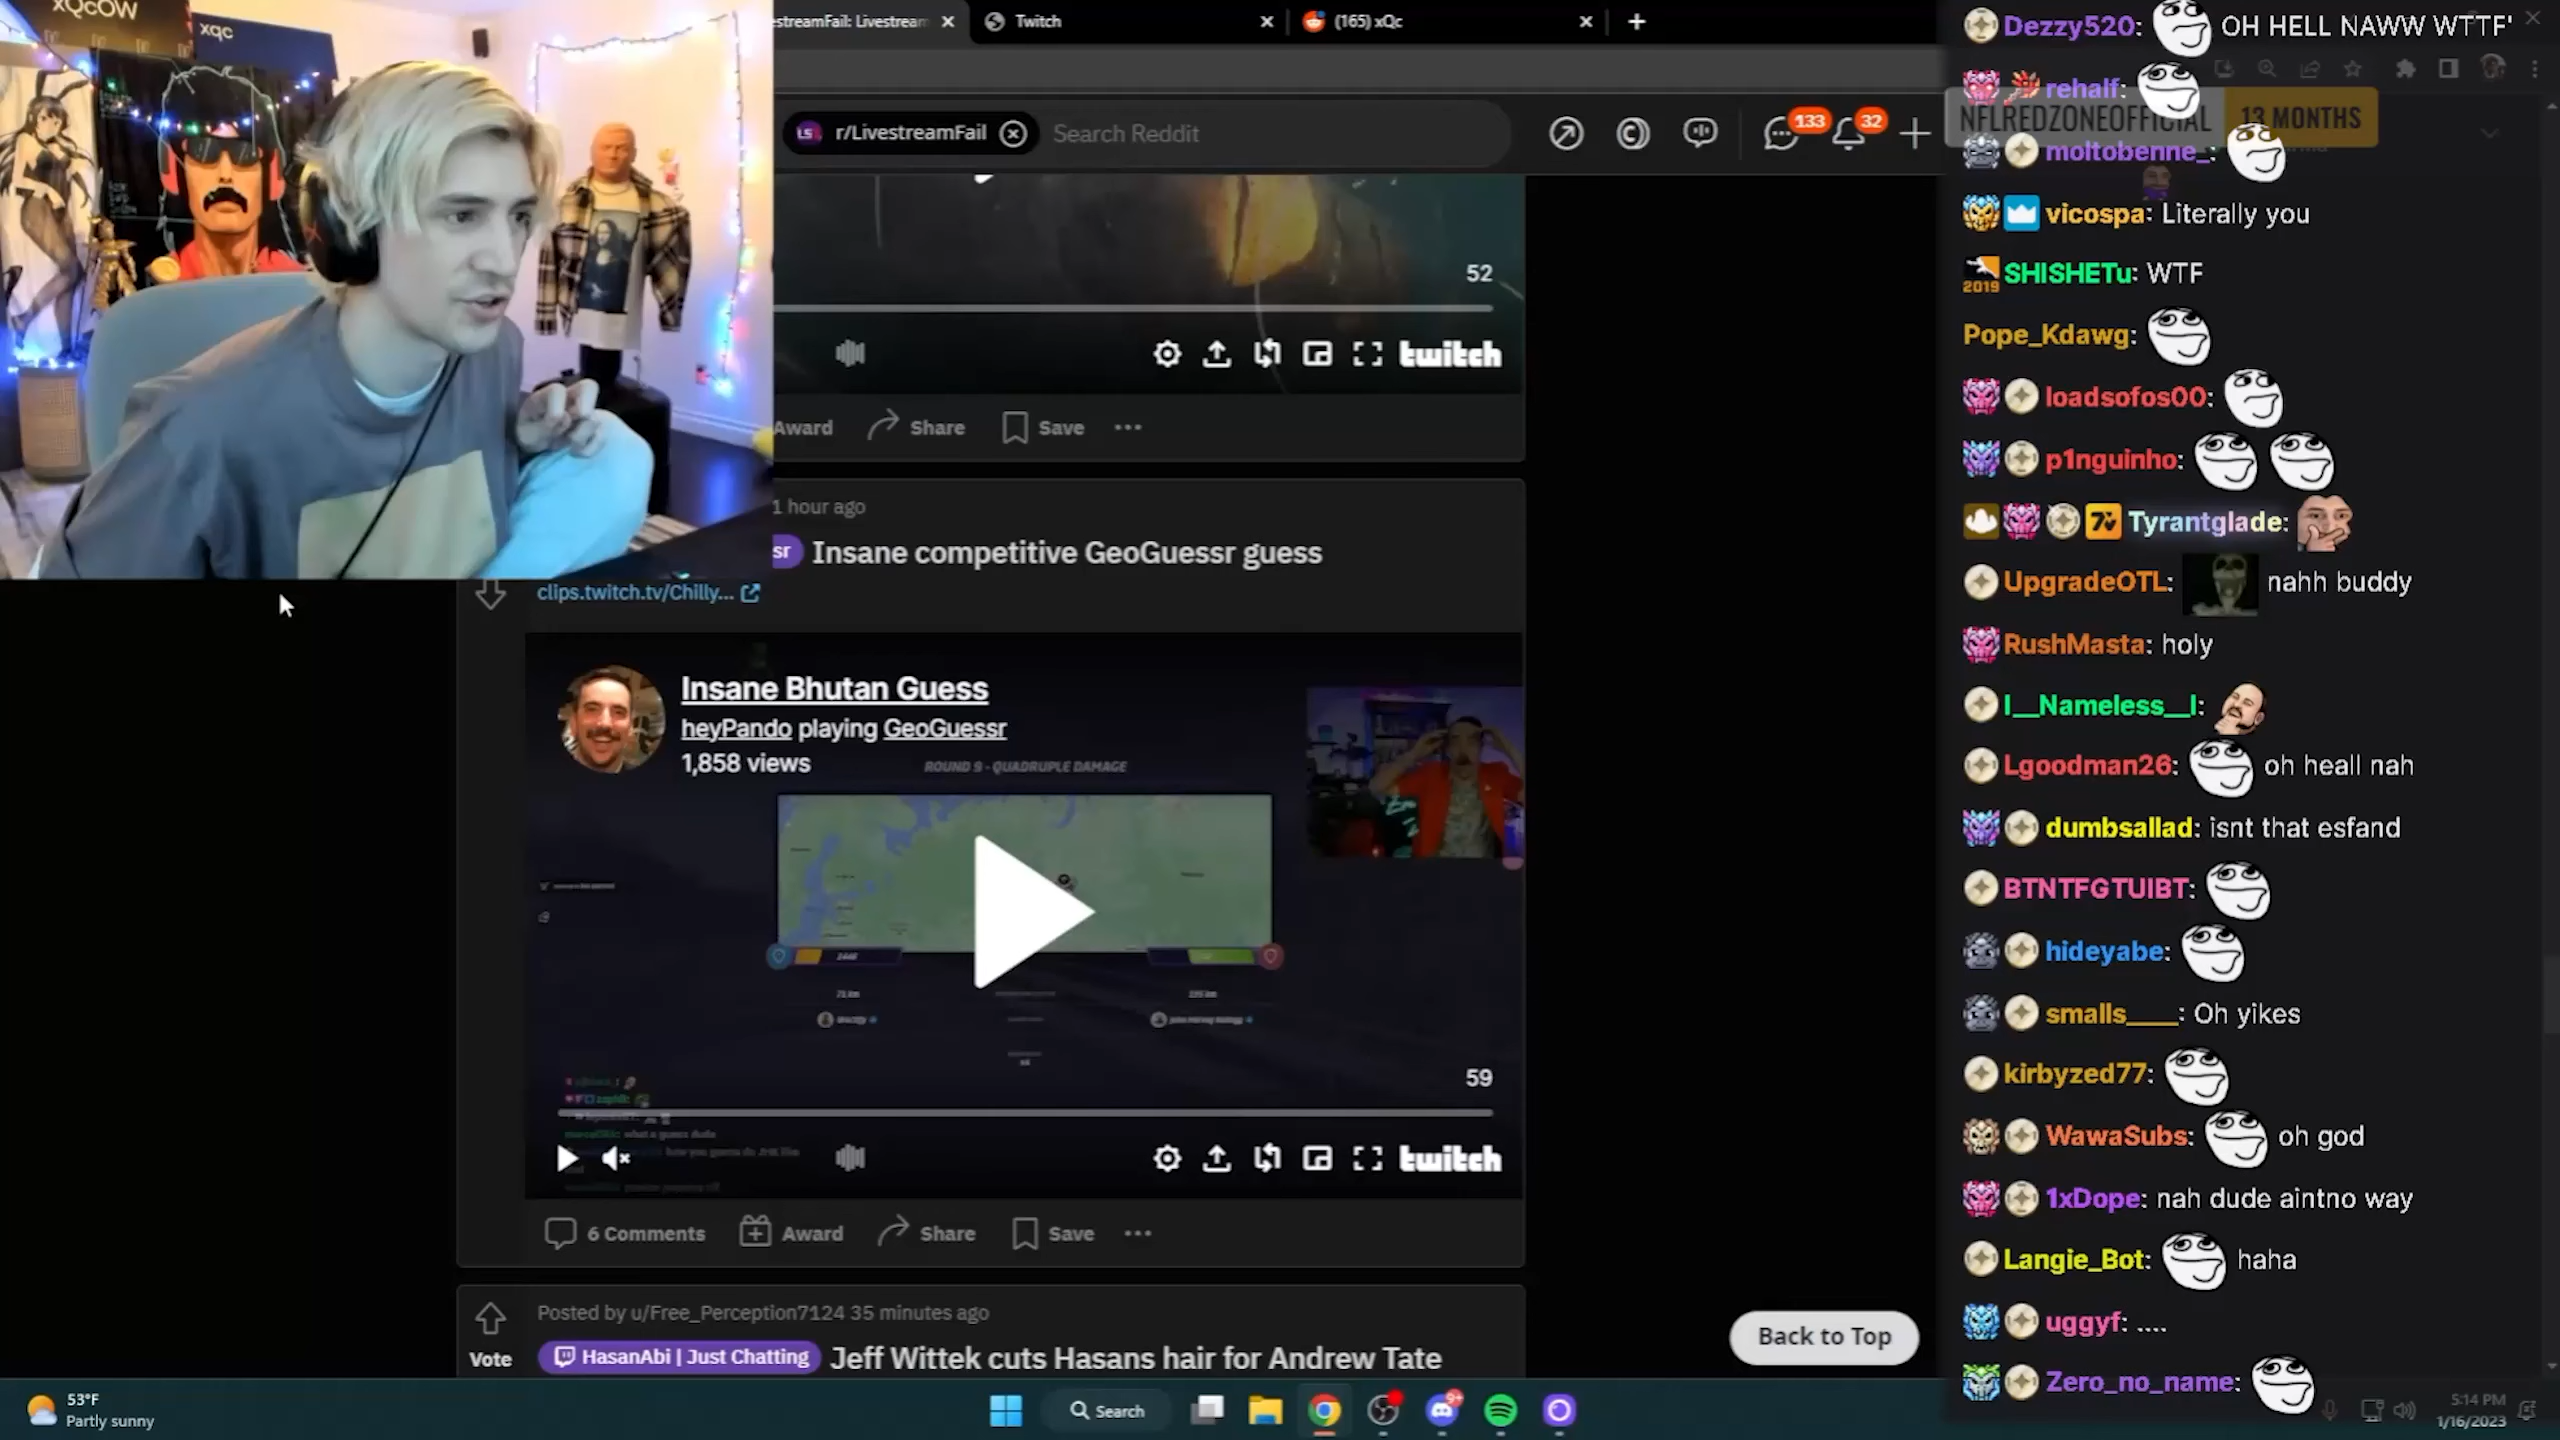 xQcOW
xqc
streamFail: Livestream
Twitch
(165) xQc
r/LivestreamFail
Search Reddit
133
32
52
twitch
Award
Share
Save
1 hour ago
sr
Insane competitive GeoGuessr guess
clips.twitch.tv/Chilly...
Insane Bhutan Guess
heyPando playing GeoGuessr
1,858 views
ROUND 9 - QUADRUPLE DAMAGE
59
twitch
6 Comments
Award
Share
Save
Posted by u/Free_Perception7124 35 minutes ago
Vote
HasanAbi | Just Chatting
Jeff Wittek cuts Hasans hair for Andrew Tate
Back to Top
Dezzy520: OH HELL NAWW WTTF'
rehalf:
NFLREDZONEOFFICIAL
13 MONTHS
moltobenne_:
vicospa: Literally you
2019
SHISHETu: WTF
Pope_Kdawg:
loadsofos00:
p1nguinho:
Tyrantglade:
UpgradeOTL: nahh buddy
RushMasta: holy
I__Nameless__I:
Lgoodman26: oh heall nah
dumbsallad: isnt that esfand
BTNTFGTUIBT:
hideyabe:
smalls____: Oh yikes
kirbyzed77:
WawaSubs: oh god
1xDope: nah dude aintno way
Langie_Bot: haha
uggyf: ....
Zero_no_name:
53°F
Partly sunny
Search
9+
5:14 PM
1/16/2023